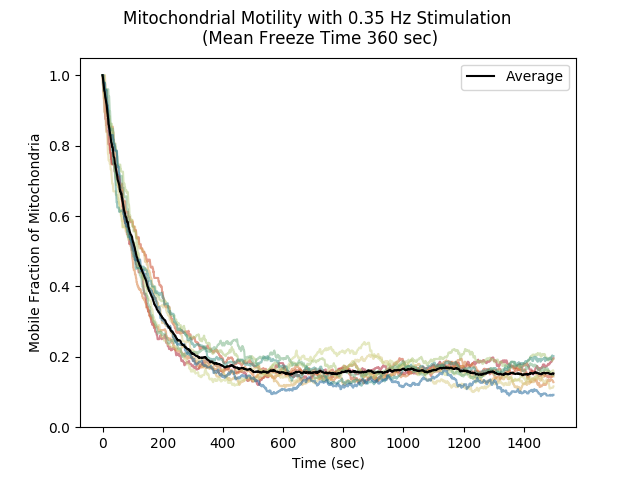 Mitochondrial Motility with 0.35 Hz Stimulation
(Mean Freeze Time 360 sec)
Average
Mobile Fraction of Mitochondria
1.0
0.8
0.6
0.4
0.2
0.0
0 200 400 600 800 1000 1200 1400
Time (sec)